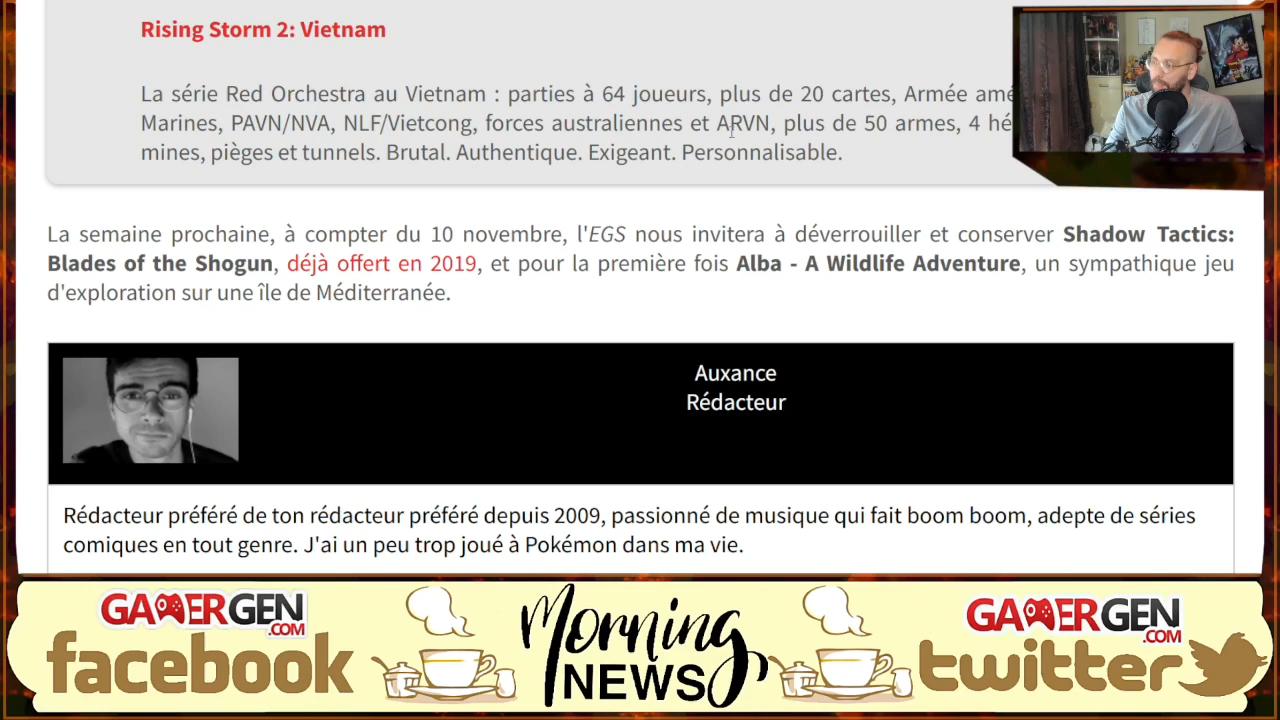 Rising Storm 2: Vietnam
La série Red Orchestra au Vietnam : parties à 64 joueurs, plus de 20 cartes, Armée
Marines, PAVN/NVA, NLF/Vietcong, forces australiennes et ARVN, plus de 50 armes, 4
mines, pièges et tunnels. Brutal. Authentique. Exigeant. Personnalisable.
La semaine prochaine, à compter du 10 novembre, l'EGS nous invitera à déverrouiller et conserver Shadow Tactics:
Blades of the Shogun, déjà offert en 2019, et pour la première fois Alba - A Wildlife Adventure, un sympathique jeu
d'exploration sur une île de Méditerranée.
Auxance
Rédacteur
Rédacteur préféré de ton rédacteur préféré depuis 2009, passionné de musique qui fait boom boom, adepte de séries
comiques en tout genre. J'ai un peu trop joué à Pokémon dans ma vie.
GAMERGEN
.COM
facebook
Morning
NEWS
GAMERGEN
.COM
twitter